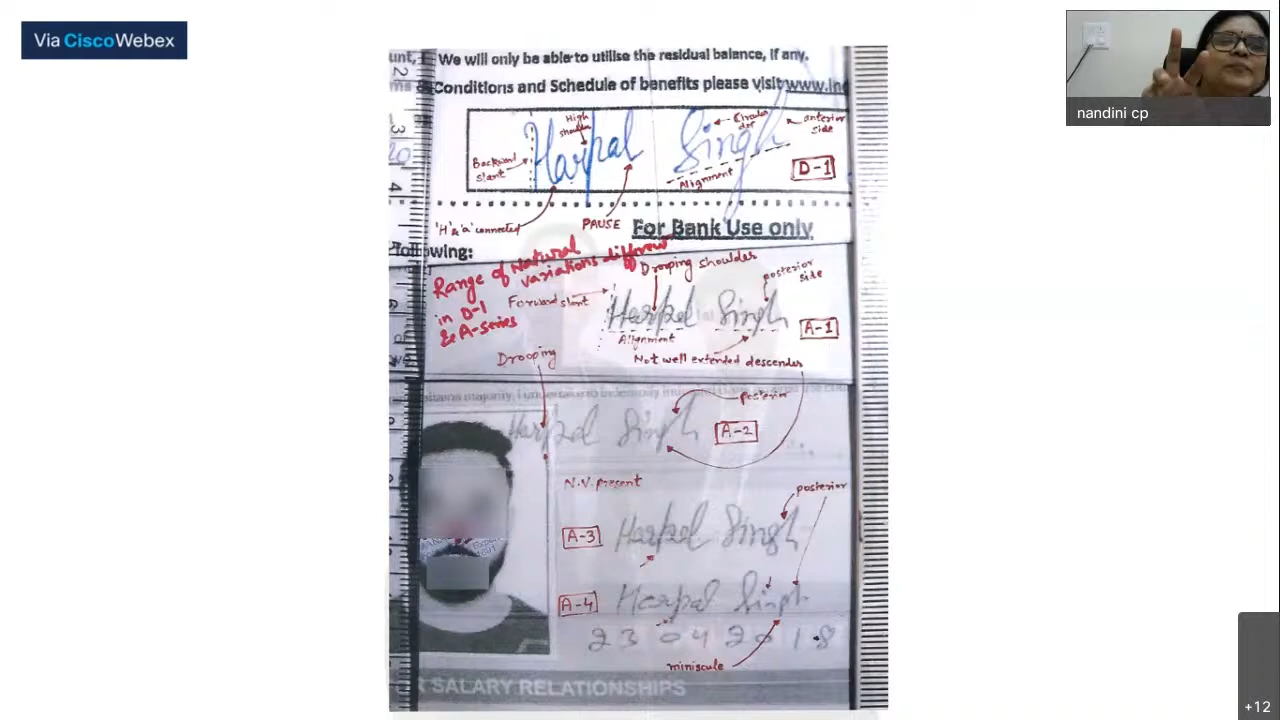 Via Cisco Webex
nandini cp
We will only be able to utilise the residual balance, if any.
Conditions and Schedule of benefits please visit www.
High shoulder
Circular dot
anterior side
Backward slant
Harpal Singh
D-1
Alignment
'H' & 'a' connected
PAUSE
For Bank Use only
following:
Range of Natural variations different in D-1 & A-series
Drooping shoulder
posterior side
Forward slant
Harpal Singh
A-1
Alignment
Not well extended descender
Drooping
posterior
Harpal Singh
A-2
N.V. present
posterior
A-3
Harpal Singh
A-4
Harpal Singh
23 04 2018
miniscule
SALARY RELATIONSHIPS
+12